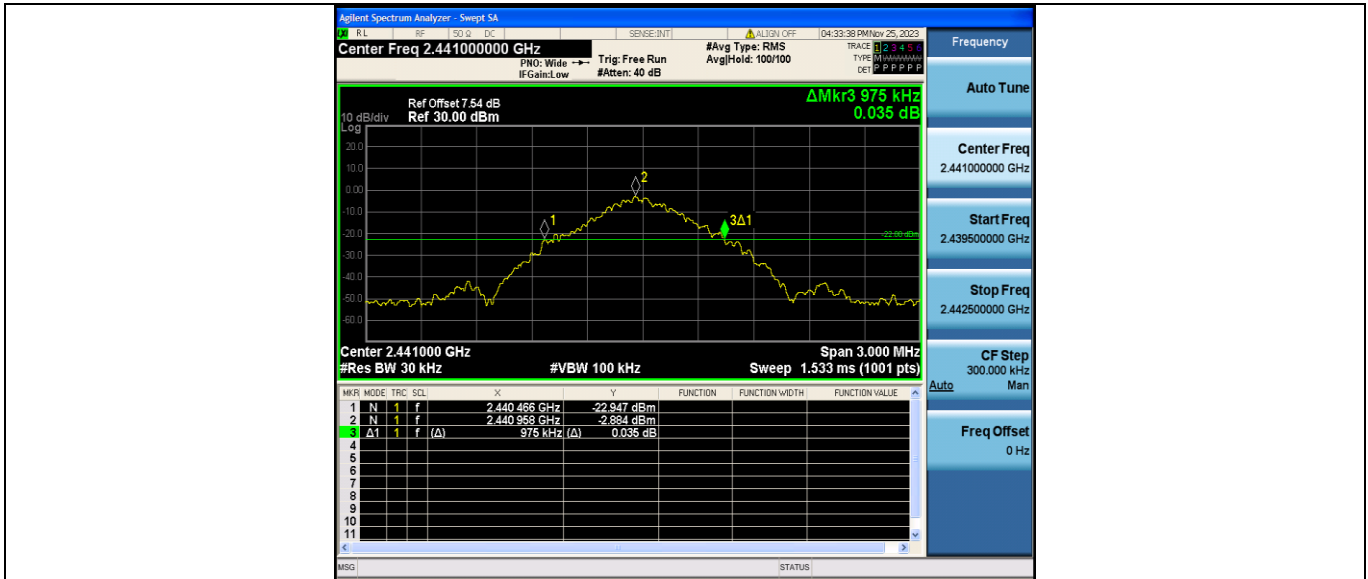 Agilent Spectrum Analyzer - Swept SA
LXI RL RF 50 Ω DC SENSE:INT ALIGN OFF 04:33:38 PM Nov 25, 2023
Center Freq 2.441000000 GHz
PNO: Wide
IFGain:Low
Trig: Free Run
#Atten: 40 dB
#Avg Type: RMS
Avg|Hold: 100/100
TRACE 1 2 3 4 5 6
TYPE M
DET P P P P P P
Ref Offset 7.54 dB
10 dB/div Ref 30.00 dBm
Log
ΔMkr3 975 kHz
0.035 dB
20.0
10.0
0.00
-10.0
-20.0
-30.0
-40.0
-50.0
-60.0
1
2
3Δ1
-22.88 dBm
Center 2.441000 GHz Span 3.000 MHz
#Res BW 30 kHz #VBW 100 kHz Sweep 1.533 ms (1001 pts)
MKR MODE TRC SCL X Y FUNCTION FUNCTION WIDTH FUNCTION VALUE
1 N 1 f 2.440 466 GHz -22.947 dBm
2 N 1 f 2.440 958 GHz -2.884 dBm
3 Δ1 1 f (Δ) 975 kHz (Δ) 0.035 dB
4
5
6
7
8
9
10
11
MSG STATUS
Frequency
Auto Tune
Center Freq
2.441000000 GHz
Start Freq
2.439500000 GHz
Stop Freq
2.442500000 GHz
CF Step
300.000 kHz
Auto Man
Freq Offset
0 Hz